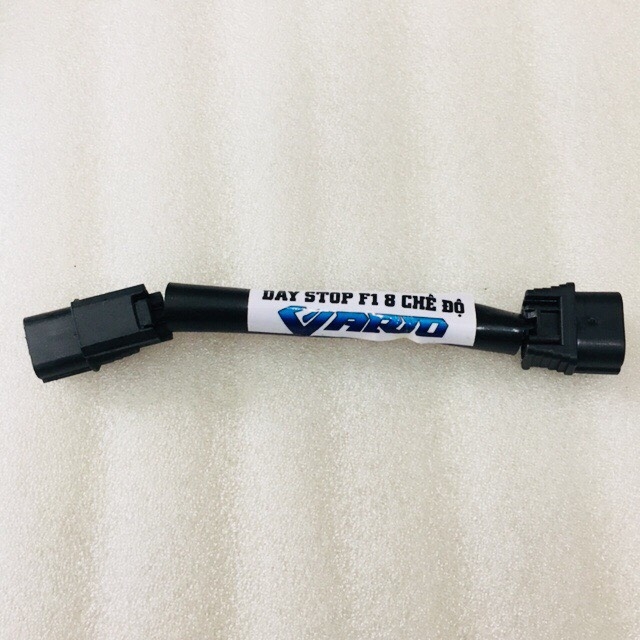 DÂY STOP F1 8 CHẾ ĐỘ
VARIO